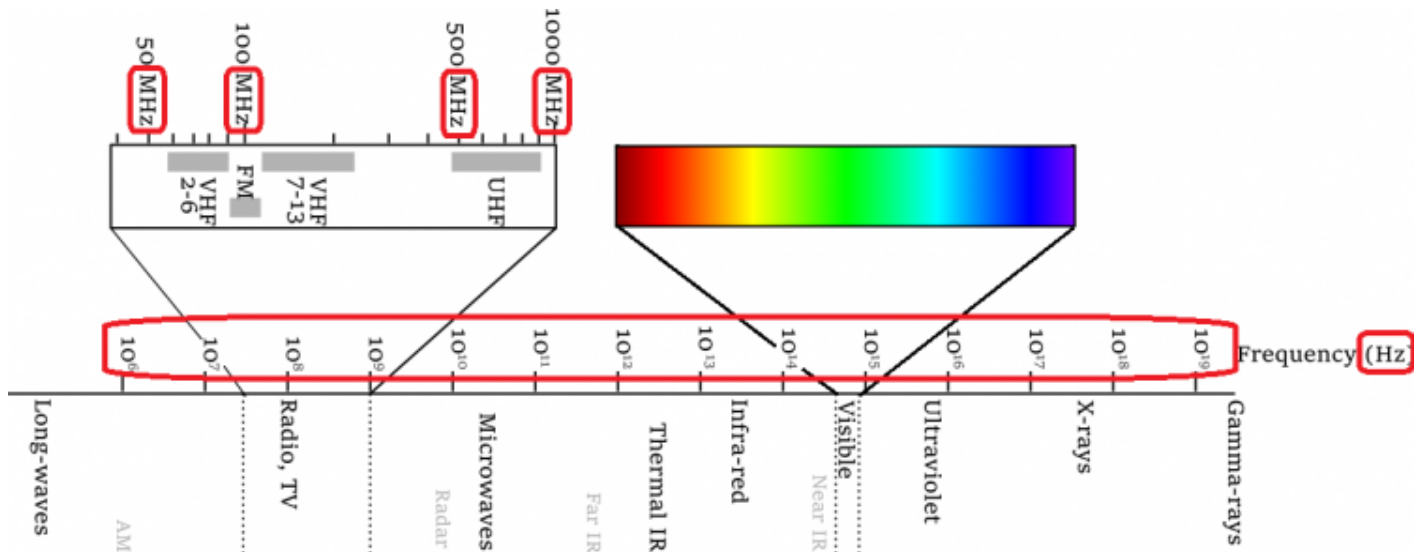 50 MHz
100 MHz
500 MHz
1000 MHz
VHF
2-6
FM
VHF
7-13
UHF
10⁶
10⁷
10⁸
10⁹
10¹⁰
10¹¹
10¹²
10¹³
10¹⁴
10¹⁵
10¹⁶
10¹⁷
10¹⁸
10¹⁹
Frequency (Hz)
Long-waves
Radio, TV
Microwaves
Thermal IR
Infra-red
Visible
Ultraviolet
X-rays
Gamma-rays
AM
Radar
Far IR
Near IR